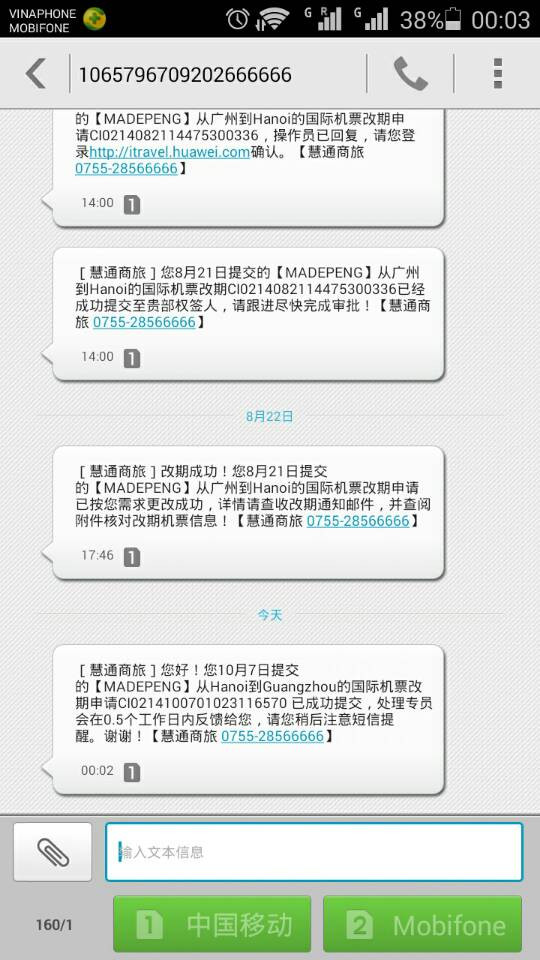 VINAPHONE
MOBIFONE
G R G 38% 00:03
1065796709202666666
的【MADEPENG】从广州到Hanoi的国际机票改期申
请CI0214082114475300336，操作员已回复，请您登
录http://itravel.huawei.com确认。【慧通商旅
0755-28566666】
14:00 1
[ 慧通商旅 ] 您8月21日提交的【MADEPENG】从广州
到Hanoi的国际机票改期CI0214082114475300336已经
成功提交至贵部权签人，请跟进尽快完成审批！【慧通商
旅 0755-28566666】
14:00 1
8月22日
[ 慧通商旅 ] 改期成功！您8月21日提交
的【MADEPENG】从广州到Hanoi的国际机票改期申请
已按您需求更改成功，详情请查收改期通知邮件，并查阅
附件核对改期机票信息！【慧通商旅 0755-28566666】
17:46 1
今天
[ 慧通商旅 ] 您好！您10月7日提交
的【MADEPENG】从Hanoi到Guangzhou的国际机票改
期申请CI0214100701023116570 已成功提交，处理专员
会在0.5个工作日内反馈给您，请您稍后注意短信提
醒。谢谢！【慧通商旅 0755-28566666】
00:02 1
输入文本信息
160/1 1 中国移动 2 Mobifone